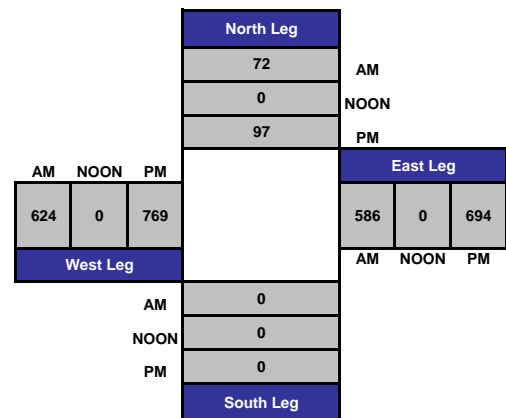 North Leg
72 AM
0 NOON
97 PM
AM NOON PM
East Leg
624 0 769
586 0 694
West Leg
AM NOON PM
AM 0
NOON 0
PM 0
South Leg